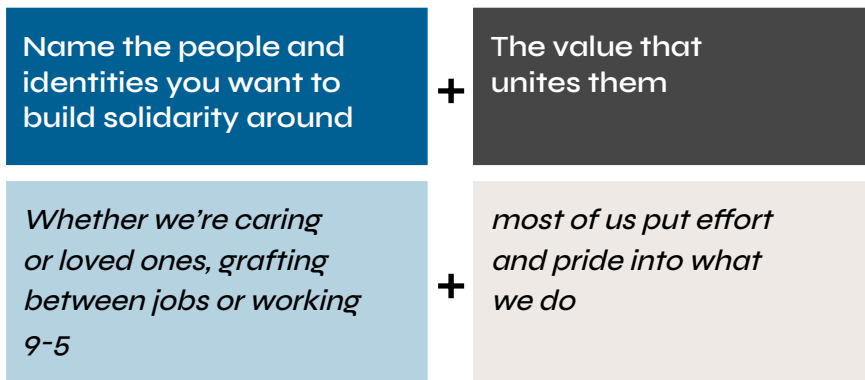 Name the people and
identities you want to
build solidarity around
+
The value that
unites them
Whether we're caring
or loved ones, grafting
between jobs or working
9-5
+
most of us put effort
and pride into what
we do